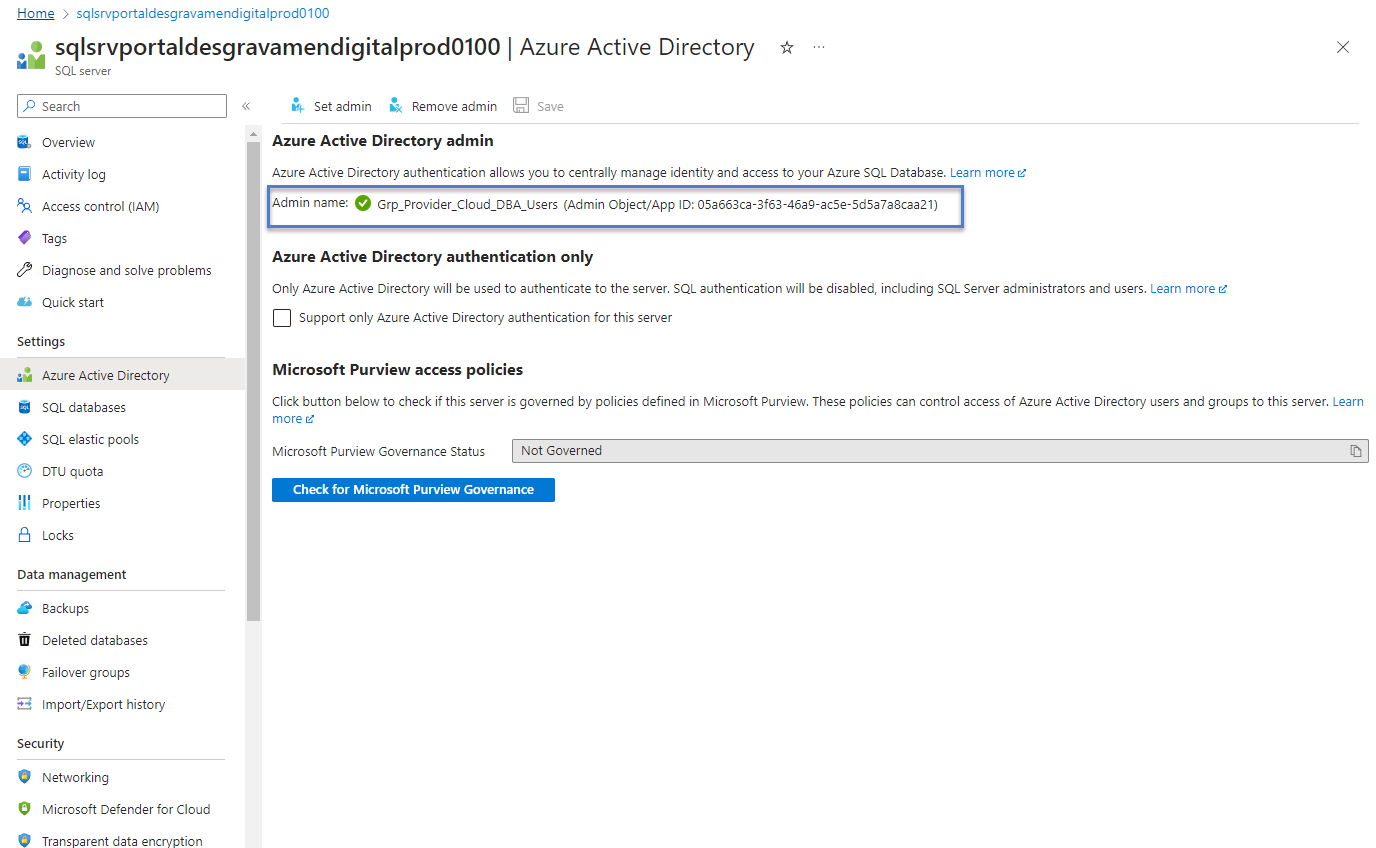 Home > sqlsrvportaldesgravamendigitalprod0100
sqlsrvportaldesgravamendigitalprod0100 | Azure Active Directory
SQL server
Search
Set admin
Remove admin
Save
Overview
Activity log
Access control (IAM)
Tags
Diagnose and solve problems
Quick start
Settings
Azure Active Directory
SQL databases
SQL elastic pools
DTU quota
Properties
Locks
Data management
Backups
Deleted databases
Failover groups
Import/Export history
Security
Networking
Microsoft Defender for Cloud
Transparent data encryption
Azure Active Directory admin
Azure Active Directory authentication allows you to centrally manage identity and access to your Azure SQL Database. Learn more
Admin name: Grp_Provider_Cloud_DBA_Users (Admin Object/App ID: 05a663ca-3f63-46a9-ac5e-5d5a7a8caa21)
Azure Active Directory authentication only
Only Azure Active Directory will be used to authenticate to the server. SQL authentication will be disabled, including SQL Server administrators and users. Learn more
Support only Azure Active Directory authentication for this server
Microsoft Purview access policies
Click button below to check if this server is governed by policies defined in Microsoft Purview. These policies can control access of Azure Active Directory users and groups to this server. Learn
more
Microsoft Purview Governance Status
Not Governed
Check for Microsoft Purview Governance